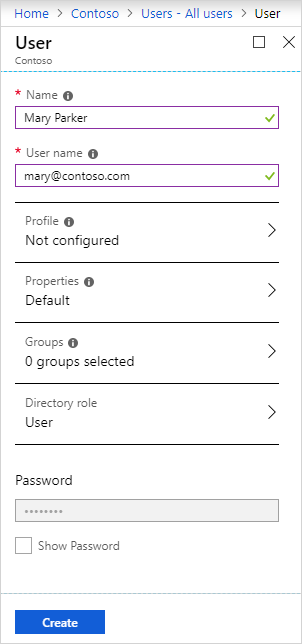 Home > Contoso > Users - All users > User
User
Contoso
* Name
Mary Parker
* User name
mary@contoso.com
Profile
Not configured
Properties
Default
Groups
0 groups selected
Directory role
User
Password
••••••••
Show Password
Create